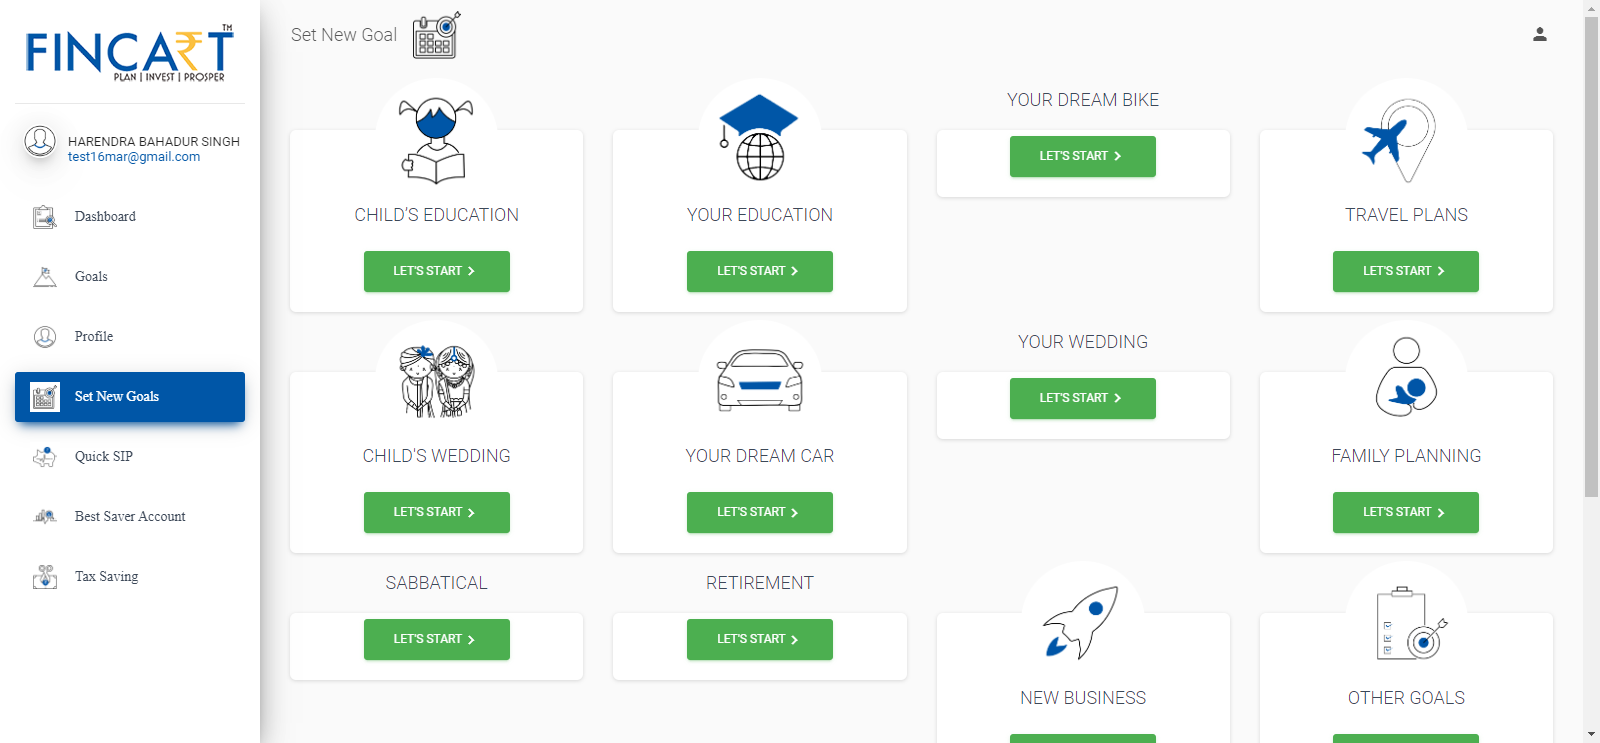 FINCART™
PLAN | INVEST | PROSPER
HARENDRA BAHADUR SINGH
test16mar@gmail.com
Dashboard
Goals
Profile
Set New Goals
Quick SIP
Best Saver Account
Tax Saving
Set New Goal
CHILD'S EDUCATION
LET'S START
YOUR EDUCATION
LET'S START
YOUR DREAM BIKE
LET'S START
TRAVEL PLANS
LET'S START
CHILD'S WEDDING
LET'S START
YOUR DREAM CAR
LET'S START
YOUR WEDDING
LET'S START
FAMILY PLANNING
LET'S START
SABBATICAL
LET'S START
RETIREMENT
LET'S START
NEW BUSINESS
OTHER GOALS